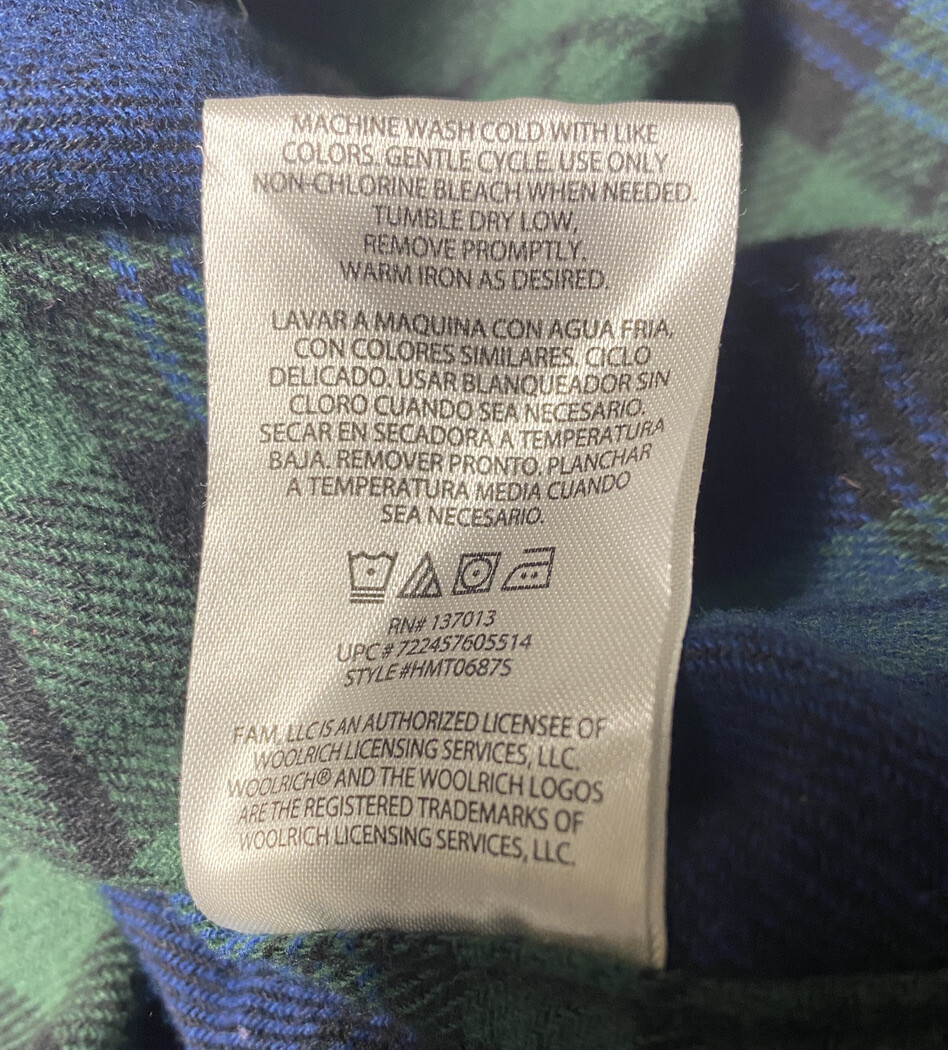 MACHINE WASH COLD WITH LIKE
COLORS. GENTLE CYCLE. USE ONLY
NON-CHLORINE BLEACH WHEN NEEDED.
TUMBLE DRY LOW,
REMOVE PROMPTLY.
WARM IRON AS DESIRED.
LAVAR A MAQUINA CON AGUA FRIA,
CON COLORES SIMILARES. CICLO
DELICADO. USAR BLANQUEADOR SIN
CLORO CUANDO SEA NECESARIO.
SECAR EN SECADORA A TEMPERATURA
BAJA. REMOVER PRONTO. PLANCHAR
A TEMPERATURA MEDIA CUANDO
SEA NECESARIO.
RN# 137013
UPC # 722457605514
STYLE #HMT0687S
FAM, LLC IS AN AUTHORIZED LICENSEE OF
WOOLRICH LICENSING SERVICES, LLC.
WOOLRICH® AND THE WOOLRICH LOGOS
ARE THE REGISTERED TRADEMARKS OF
WOOLRICH LICENSING SERVICES, LLC.